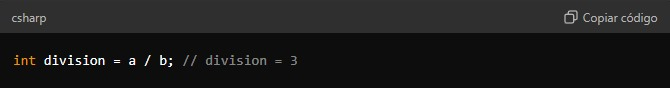 csharp
Copiar código
int division = a / b; // division = 3